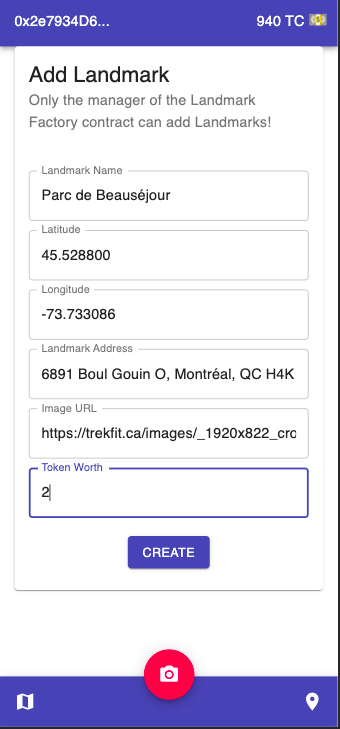 0x2e7934D6... 940 TC
Add Landmark
Only the manager of the Landmark
Factory contract can add Landmarks!
Landmark Name
Parc de Beauséjour
Latitude
45.528800
Longitude
-73.733086
Landmark Address
6891 Boul Gouin O, Montréal, QC H4K
Image URL
https://trekfit.ca/images/_1920x822_cro
Token Worth
2
CREATE